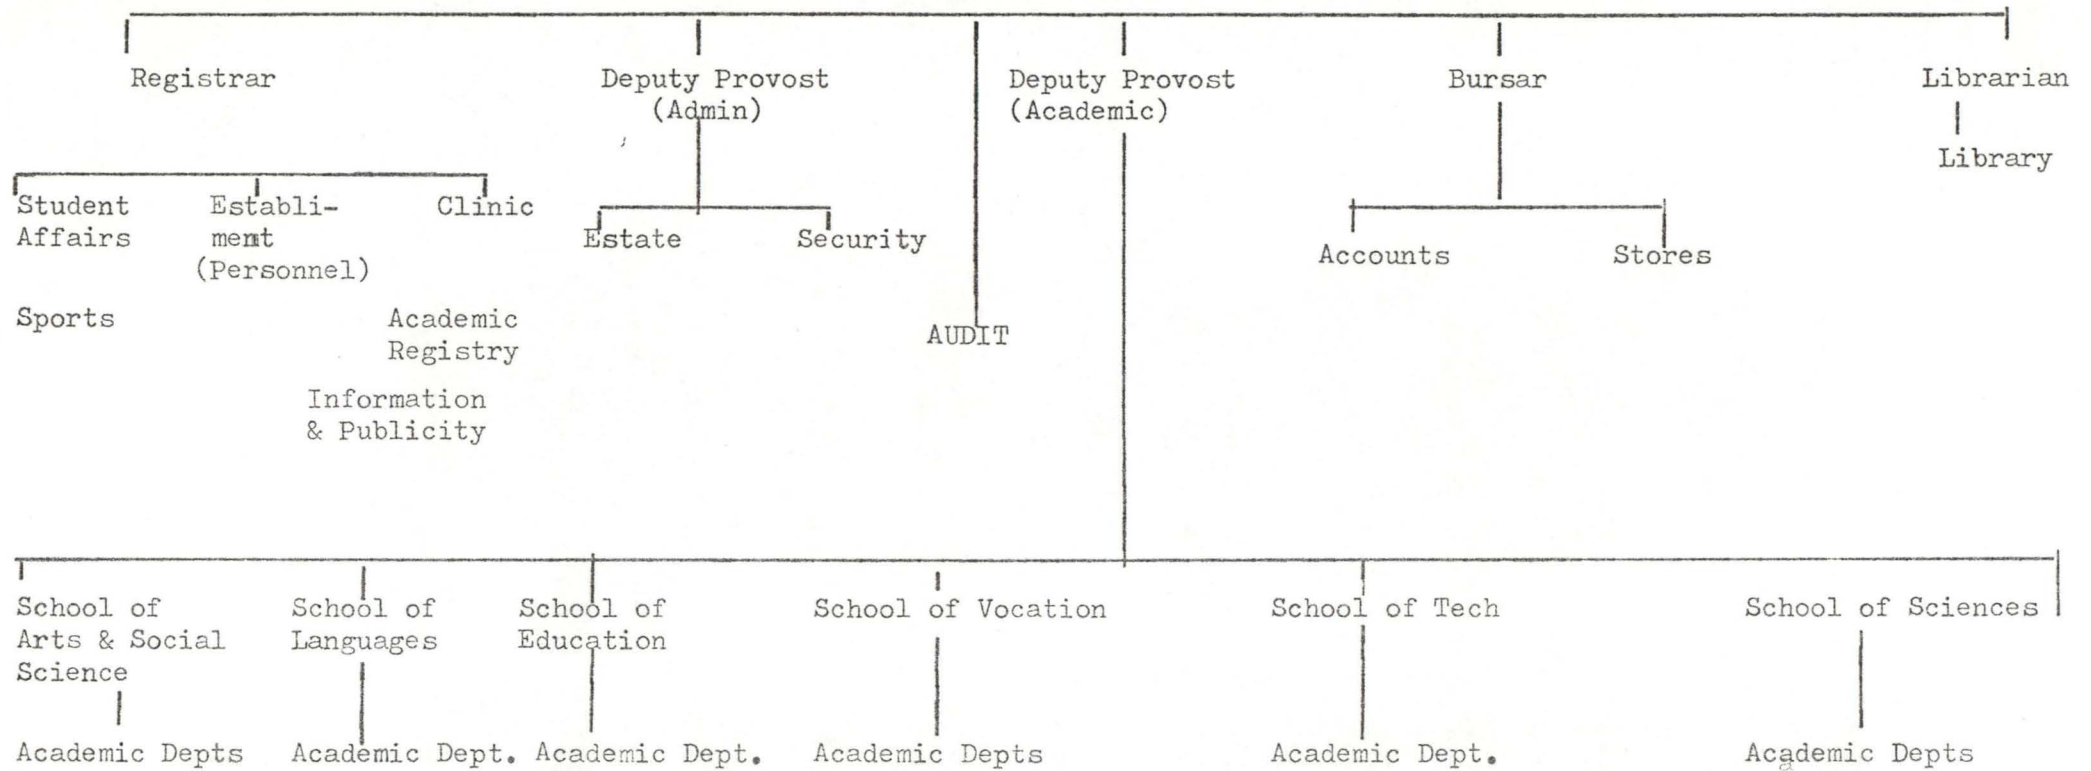 Registrar
Deputy Provost
(Admin)
Deputy Provost
(Academic)
Bursar
Librarian
Library
Student
Affairs
Establi-
ment
(Personnel)
Clinic
Estate
Security
Accounts
Stores
Sports
Academic
Registry
AUDIT
Information
& Publicity
School of
Arts & Social
Science
School of
Languages
School of
Education
School of Vocation
School of Tech
School of Sciences
Academic Depts
Academic Dept.
Academic Dept.
Academic Depts
Academic Dept.
Academic Depts